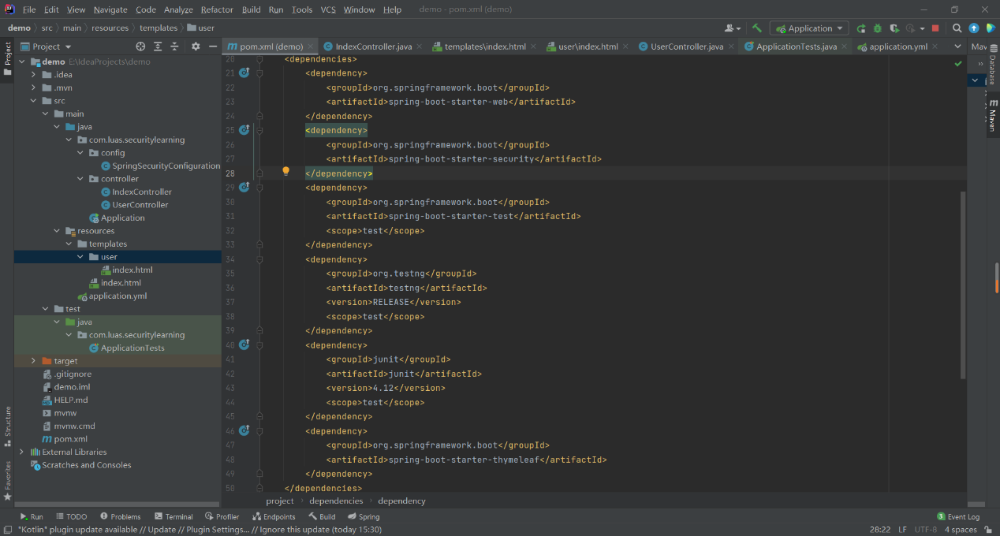 File Edit View Navigate Code Analyze Refactor Build Run Tools VCS Window Help demo - pom.xml (demo)
demo src main resources templates user
Application
Project
pom.xml (demo) IndexController.java templates\index.html user\index.html UserController.java ApplicationTests.java application.yml
Mav
Project
Structure
Favorites
Database
Maven
demo E:\IdeaProjects\demo
.idea
.mvn
src
main
java
com.luas.securitylearning
config
SpringSecurityConfiguration
controller
IndexController
UserController
Application
resources
templates
user
index.html
index.html
application.yml
test
java
com.luas.securitylearning
ApplicationTests
target
.gitignore
demo.iml
HELP.md
mvnw
mvnw.cmd
pom.xml
External Libraries
Scratches and Consoles
20 <dependencies>
21 <dependency>
22 <groupId>org.springframework.boot</groupId>
23 <artifactId>spring-boot-starter-web</artifactId>
24 </dependency>
25 <dependency>
26 <groupId>org.springframework.boot</groupId>
27 <artifactId>spring-boot-starter-security</artifactId>
28 </dependency>
29 <dependency>
30 <groupId>org.springframework.boot</groupId>
31 <artifactId>spring-boot-starter-test</artifactId>
32 <scope>test</scope>
33 </dependency>
34 <dependency>
35 <groupId>org.testng</groupId>
36 <artifactId>testng</artifactId>
37 <version>RELEASE</version>
38 <scope>test</scope>
39 </dependency>
40 <dependency>
41 <groupId>junit</groupId>
42 <artifactId>junit</artifactId>
43 <version>4.12</version>
44 <scope>test</scope>
45 </dependency>
46 <dependency>
47 <groupId>org.springframework.boot</groupId>
48 <artifactId>spring-boot-starter-thymeleaf</artifactId>
49 </dependency>
50 </dependencies>
project dependencies dependency
Run TODO Problems Terminal Profiler Endpoints Build Spring 3 Event Log
"Kotlin" plugin update available // Update // Plugin Settings... // Ignore this update (today 15:30) 28:22 LF UTF-8 4 spaces